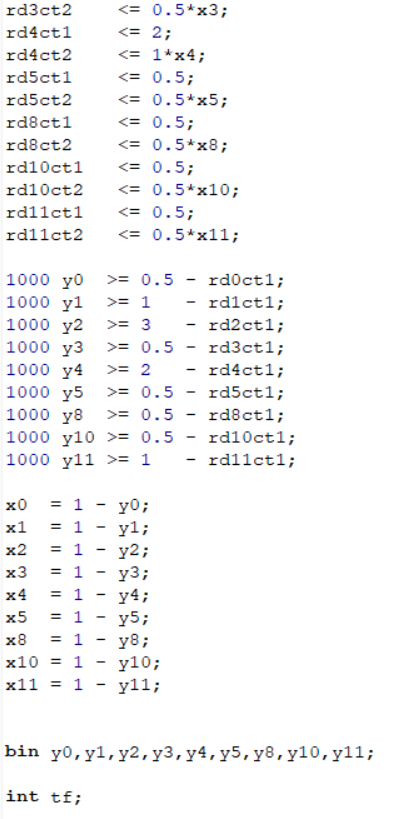 rd3ct2 <= 0.5*x3;
rd4ct1 <= 2;
rd4ct2 <= 1*x4;
rd5ct1 <= 0.5;
rd5ct2 <= 0.5*x5;
rd8ct1 <= 0.5;
rd8ct2 <= 0.5*x8;
rd10ct1 <= 0.5;
rd10ct2 <= 0.5*x10;
rd11ct1 <= 0.5;
rd11ct2 <= 0.5*x11;
1000 y0 >= 0.5 - rd0ct1;
1000 y1 >= 1 - rd1ct1;
1000 y2 >= 3 - rd2ct1;
1000 y3 >= 0.5 - rd3ct1;
1000 y4 >= 2 - rd4ct1;
1000 y5 >= 0.5 - rd5ct1;
1000 y8 >= 0.5 - rd8ct1;
1000 y10 >= 0.5 - rd10ct1;
1000 y11 >= 1 - rd11ct1;
x0 = 1 - y0;
x1 = 1 - y1;
x2 = 1 - y2;
x3 = 1 - y3;
x4 = 1 - y4;
x5 = 1 - y5;
x8 = 1 - y8;
x10 = 1 - y10;
x11 = 1 - y11;
bin y0,y1,y2,y3,y4,y5,y8,y10,y11;
int tf;